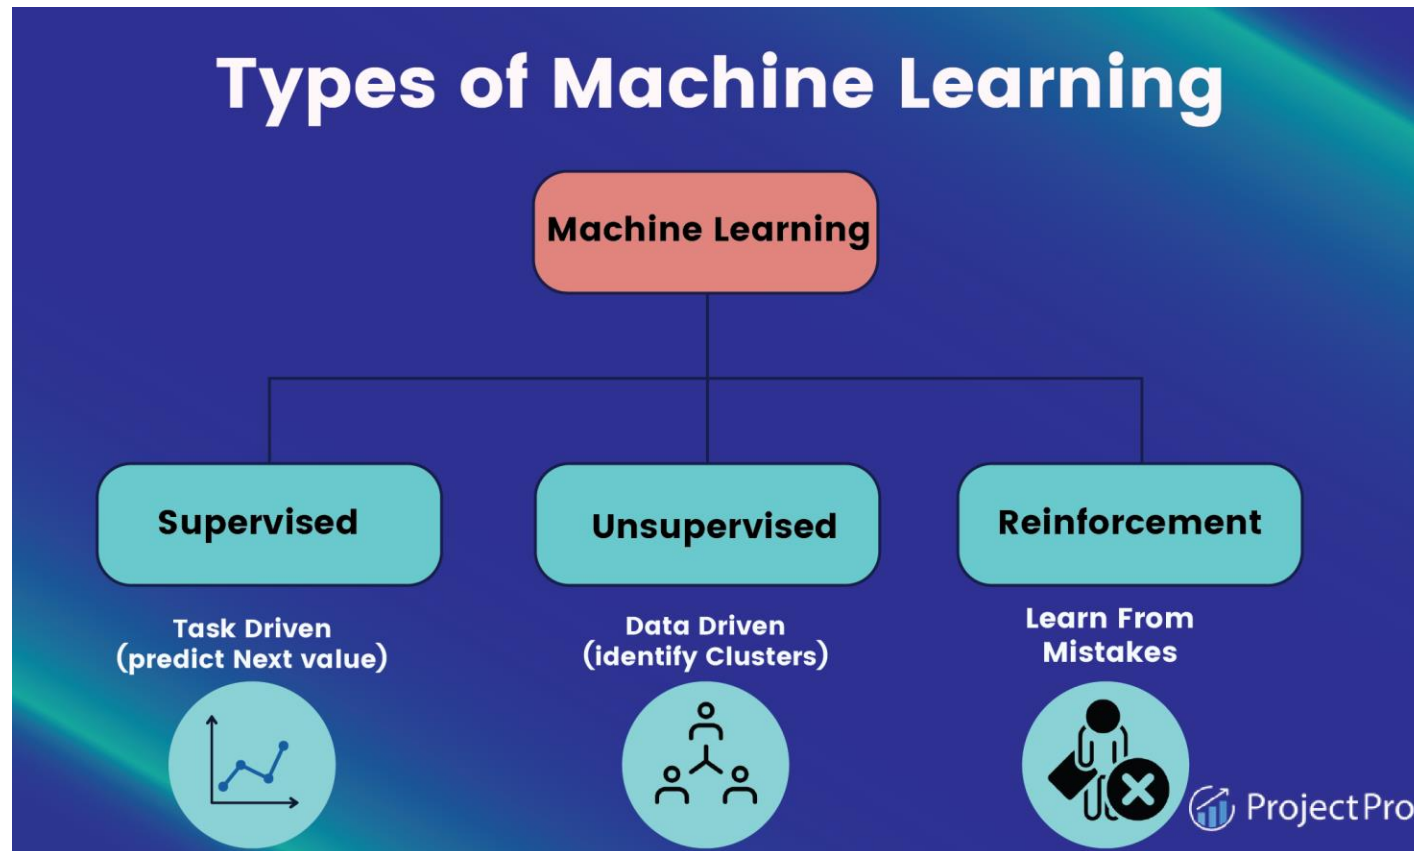 Types of Machine Learning
Machine Learning
Supervised
Unsupervised
Reinforcement
Task Driven
(predict Next value)
Data Driven
(identify Clusters)
Learn From
Mistakes
ProjectPro